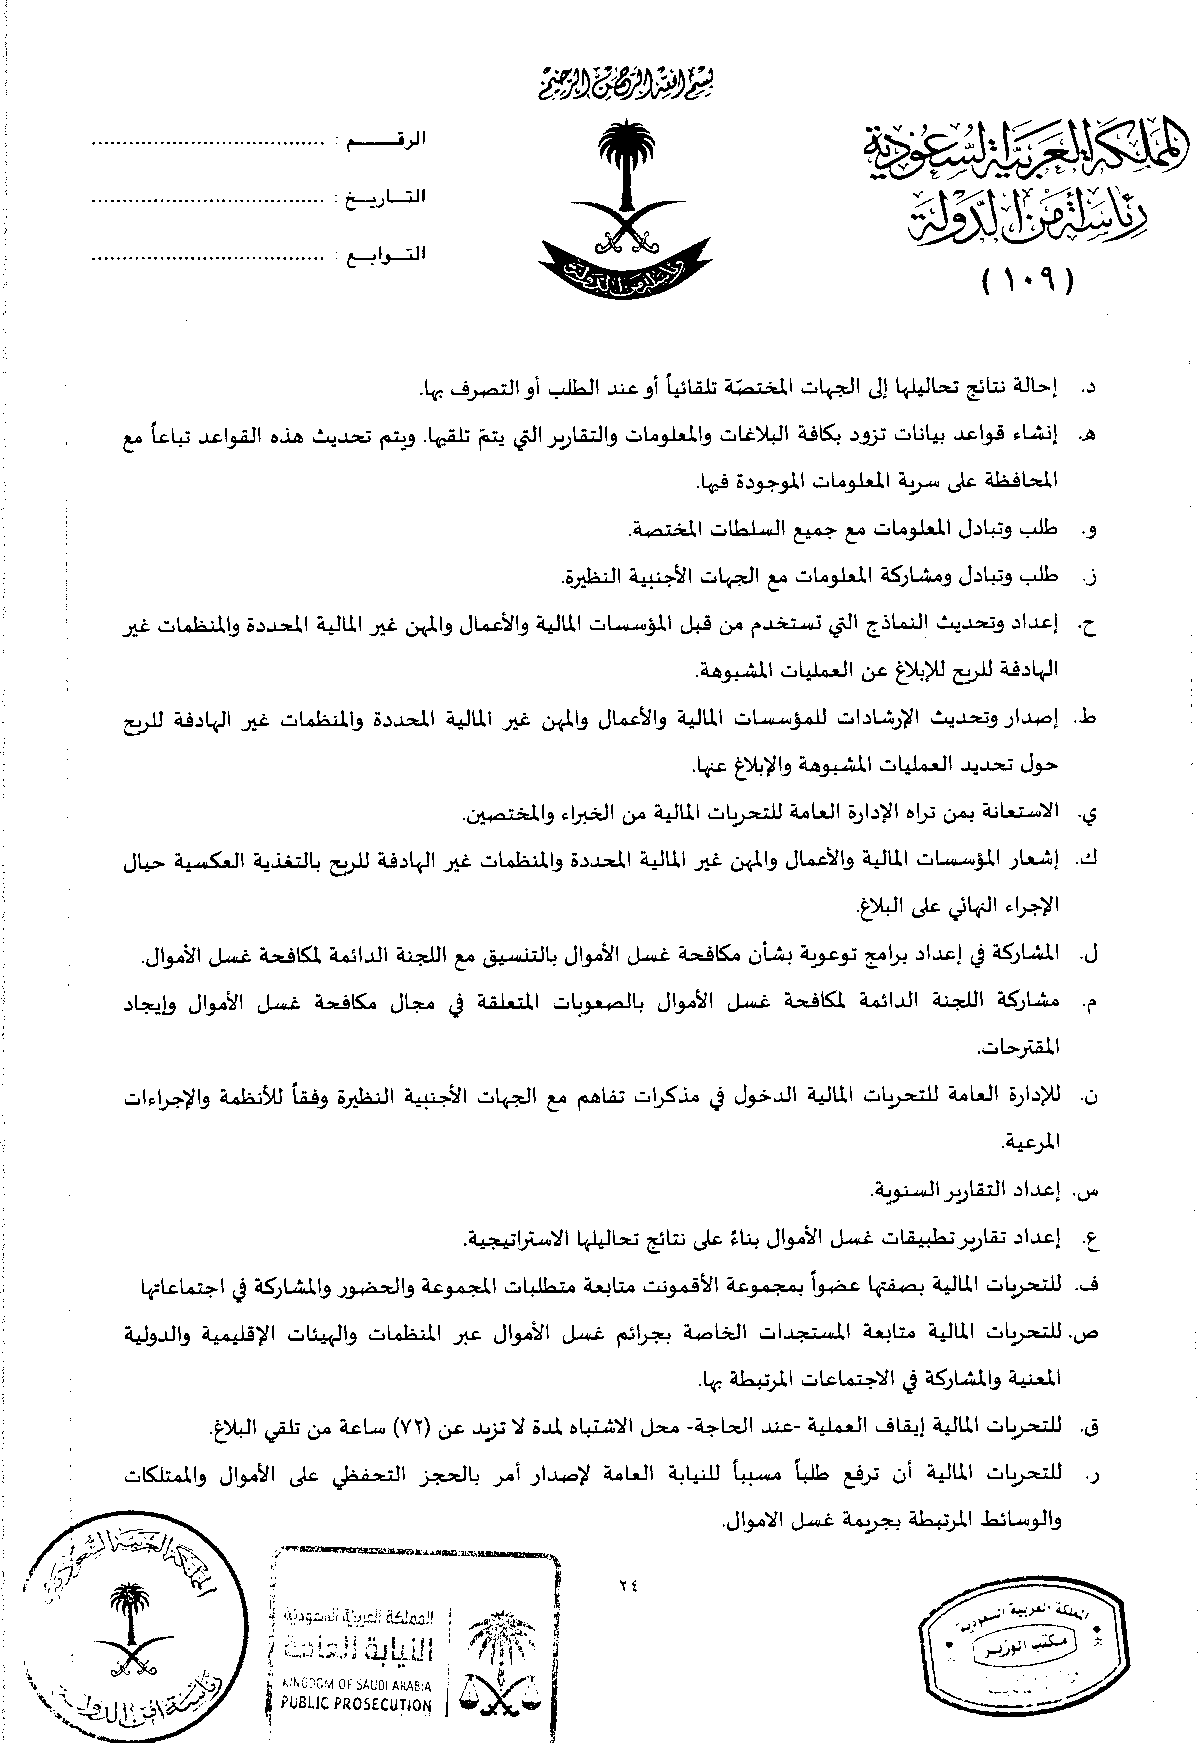 بسم الله الرحمن الرحيم
المملكة العربية السعودية
رئاسة أمن الدولة
(١٠٩)
الرقـــــم : ..................................
التـــاريـــخ : ..................................
التـــوابـــع : ..................................
رئاسة أمن الدولة
د. إحالة نتائج تحاليلها إلى الجهات المختصّة تلقائياً أو عند الطلب أو التصرف بها.
هـ. إنشاء قواعد بيانات تزود بكافة البلاغات والمعلومات والتقارير التي يتمّ تلقيها. ويتم تحديث هذه القواعد تباعاً مع
المحافظة على سرية المعلومات الموجودة فيها.
و. طلب وتبادل المعلومات مع جميع السلطات المختصة.
ز. طلب وتبادل ومشاركة المعلومات مع الجهات الأجنبية النظيرة.
ح. إعداد وتحديث النماذج التي تستخدم من قبل المؤسسات المالية والأعمال والمهن غير المالية المحددة والمنظمات غير
الهادفة للربح للإبلاغ عن العمليات المشبوهة.
ط. إصدار وتحديث الإرشادات للمؤسسات المالية والأعمال والمهن غير المالية المحددة والمنظمات غير الهادفة للربح
حول تحديد العمليات المشبوهة والإبلاغ عنها.
ي. الاستعانة بمن تراه الإدارة العامة للتحريات المالية من الخبراء والمختصين.
ك. إشعار المؤسسات المالية والأعمال والمهن غير المالية المحددة والمنظمات غير الهادفة للربح بالتغذية العكسية حيال
الإجراء النهائي على البلاغ.
ل. المشاركة في إعداد برامج توعوية بشأن مكافحة غسل الأموال بالتنسيق مع اللجنة الدائمة لمكافحة غسل الأموال.
م. مشاركة اللجنة الدائمة لمكافحة غسل الأموال بالصعوبات المتعلقة في مجال مكافحة غسل الأموال وإيجاد
المقترحات.
ن. للإدارة العامة للتحريات المالية الدخول في مذكرات تفاهم مع الجهات الأجنبية النظيرة وفقاً للأنظمة والإجراءات
المرعية.
س. إعداد التقارير السنوية.
ع. إعداد تقارير تطبيقات غسل الأموال بناءً على نتائج تحاليلها الاستراتيجية.
ف. للتحريات المالية بصفتها عضواً بمجموعة الأقمونت متابعة متطلبات المجموعة والحضور والمشاركة في اجتماعاتها
ص. للتحريات المالية متابعة المستجدات الخاصة بجرائم غسل الأموال عبر المنظمات والهيئات الإقليمية والدولية
المعنية والمشاركة في الاجتماعات المرتبطة بها.
ق. للتحريات المالية إيقاف العملية -عند الحاجة- محل الاشتباه لمدة لا تزيد عن (٧٢) ساعة من تلقي البلاغ.
ر. للتحريات المالية أن ترفع طلباً مسبباً للنيابة العامة لإصدار أمر بالحجز التحفظي على الأموال والممتلكات
والوسائط المرتبطة بجريمة غسل الاموال.
٢٤
المملكة العربية السعودية
مكتب الوزير
المملكة العربية السعودية
النيابة العامة
KINGDOM OF SAUDI ARABIA
PUBLIC PROSECUTION
المملكة العربية السعودية
رئاسة أمن الدولة